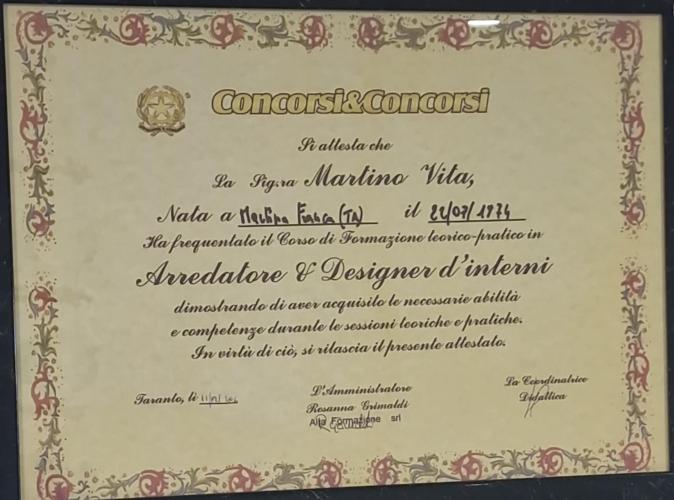 Concorsi&Concorsi
Si attesta che
La Sig.ra Martino Vita,
Nata a Martina Franca (TA) il 22/07/1974
Ha frequentato il Corso di Formazione teorico-pratico in
Arredatore & Designer d'interni
dimostrando di aver acquisito le necessarie abilità
e competenze durante le sessioni teoriche e pratiche.
In virtù di ciò, si rilascia il presente attestato.
Taranto, lì
L'Amministratore
Rosanna Grimaldi
Alta Formazione srl
La Coordinatrice
Didattica